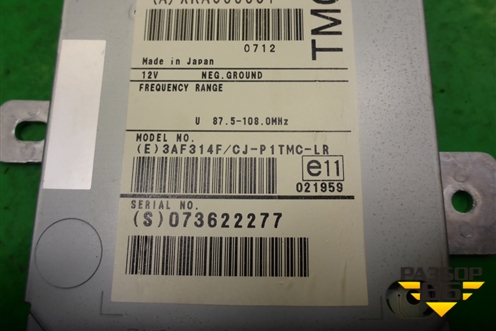 0712
TMC
Made in Japan
12V NEG.GROUND
FREQUENCY RANGE
U 87.5-108.0MHz
MODEL NO.
(E)3AF314F/CJ-P1TMC-LR
e11
021959
SERIAL NO.
(S)073622277
РАЗБОР